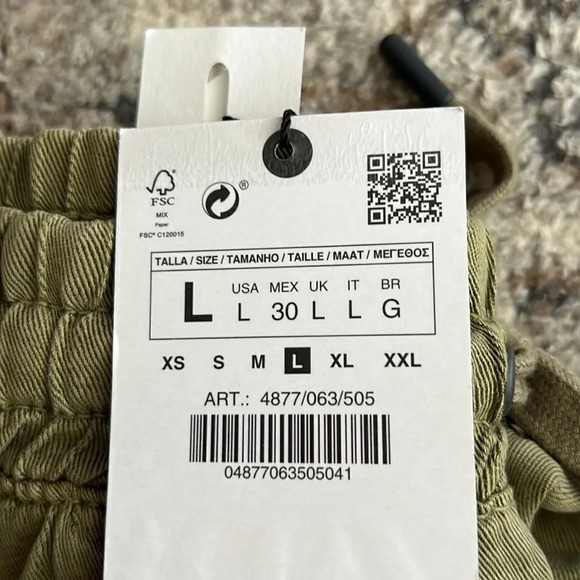 FSC
MIX
Paper
FSC® C120015
®
TALLA / SIZE / TAMANHO / TAILLE / MAAT / ΜΕΓΕΘΟΣ
L
USA MEX UK IT BR
L 30 L L G
XS S M L XL XXL
ART.: 4877/063/505
04877063505041